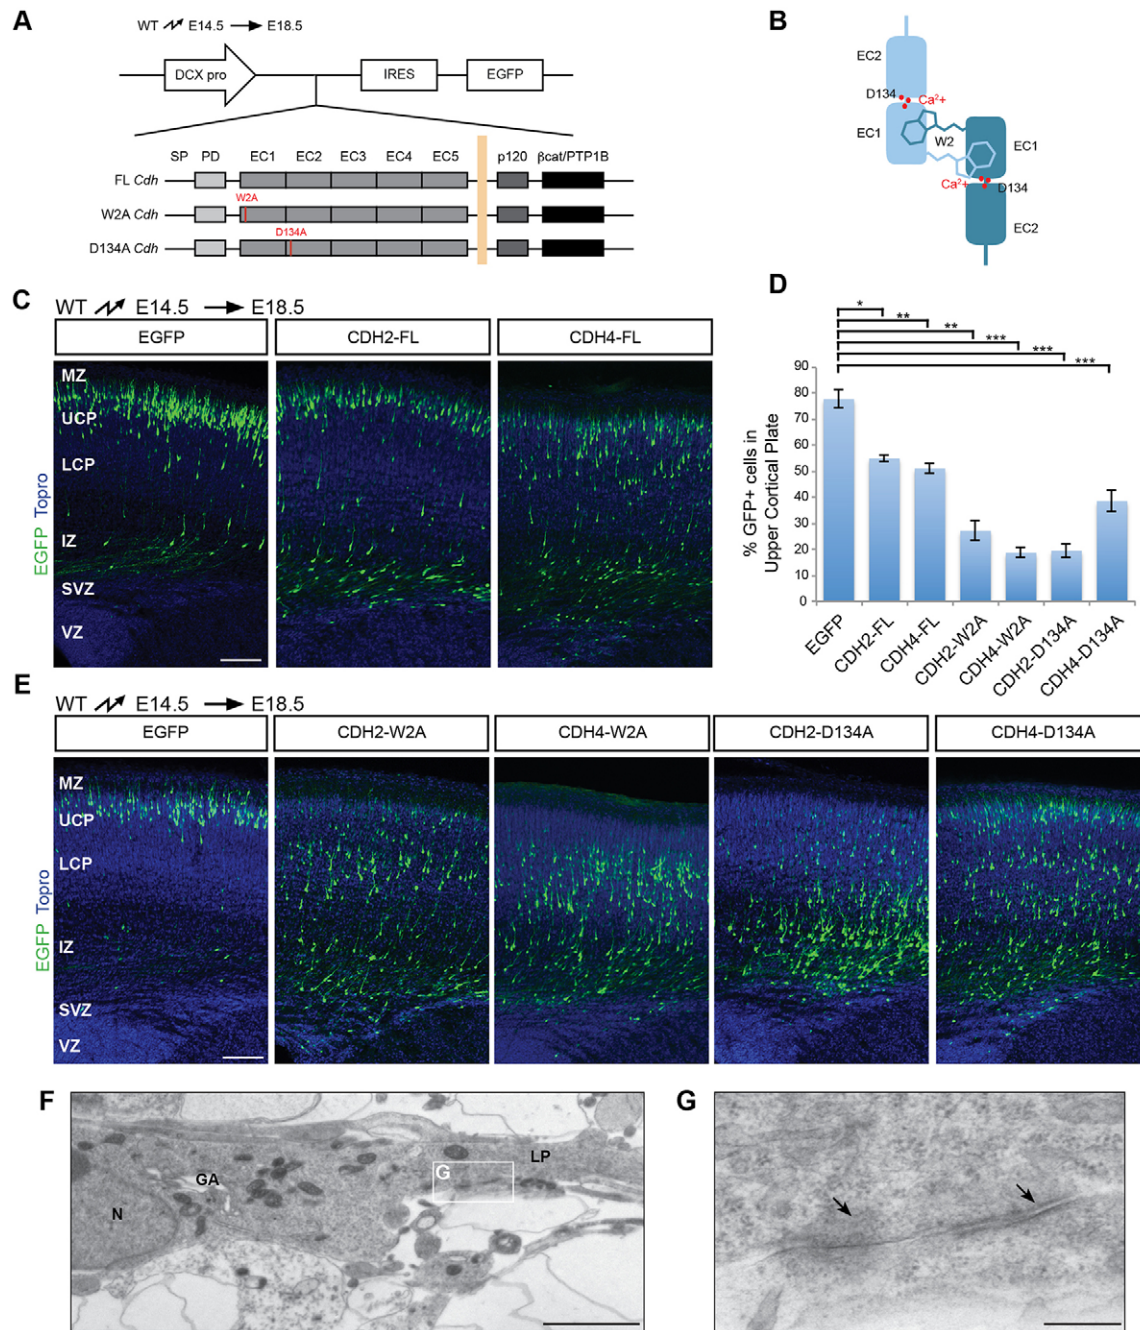 A
WT E14.5 E18.5
DCX pro IRES EGFP
SP PD EC1 EC2 EC3 EC4 EC5 p120 βcat/PTP1B
FL Cdh
W2A
W2A Cdh
D134A
D134A Cdh
B
EC2
D134 Ca²+
EC1 W2 EC1
Ca²+ D134
EC2
C
WT E14.5 E18.5
EGFP CDH2-FL CDH4-FL
MZ
UCP
LCP
IZ
SVZ
VZ
EGFP Topro
D
*
**
**
***
***
***
90
80
70
60
50
40
30
20
10
0
% GFP+ cells in
Upper Cortical Plate
EGFP
CDH2-FL
CDH4-FL
CDH2-W2A
CDH4-W2A
CDH2-D134A
CDH4-D134A
E
WT E14.5 E18.5
EGFP CDH2-W2A CDH4-W2A CDH2-D134A CDH4-D134A
MZ
UCP
LCP
IZ
SVZ
VZ
EGFP Topro
F
LP
G
GA
N
G